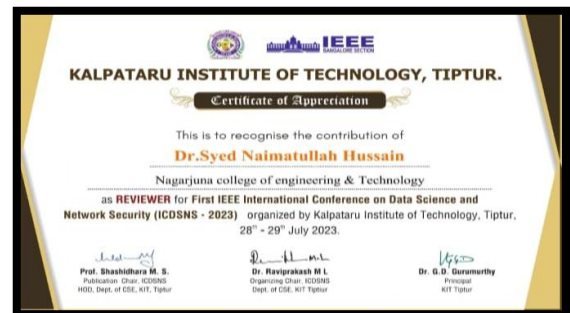 IEEE
BANGALORE SECTION
KALPATARU INSTITUTE OF TECHNOLOGY, TIPTUR.
Certificate of Appreciation
This is to recognise the contribution of
Dr.Syed Naimatullah Hussain
Nagarjuna college of engineering & Technology
as REVIEWER for First IEEE International Conference on Data Science and
Network Security (ICDSNS - 2023) organized by Kalpataru Institute of Technology, Tiptur,
28th - 29th July 2023.
Prof. Shashidhara M. S.
Publication Chair, ICDSNS
HOD, Dept. of CSE, KIT, Tiptur
Dr. Raviprakash M L
Organizing Chair, ICDSNS
Dept. of CSE, KIT Tiptur
Dr. G.D. Gurumurthy
Principal
KIT Tiptur